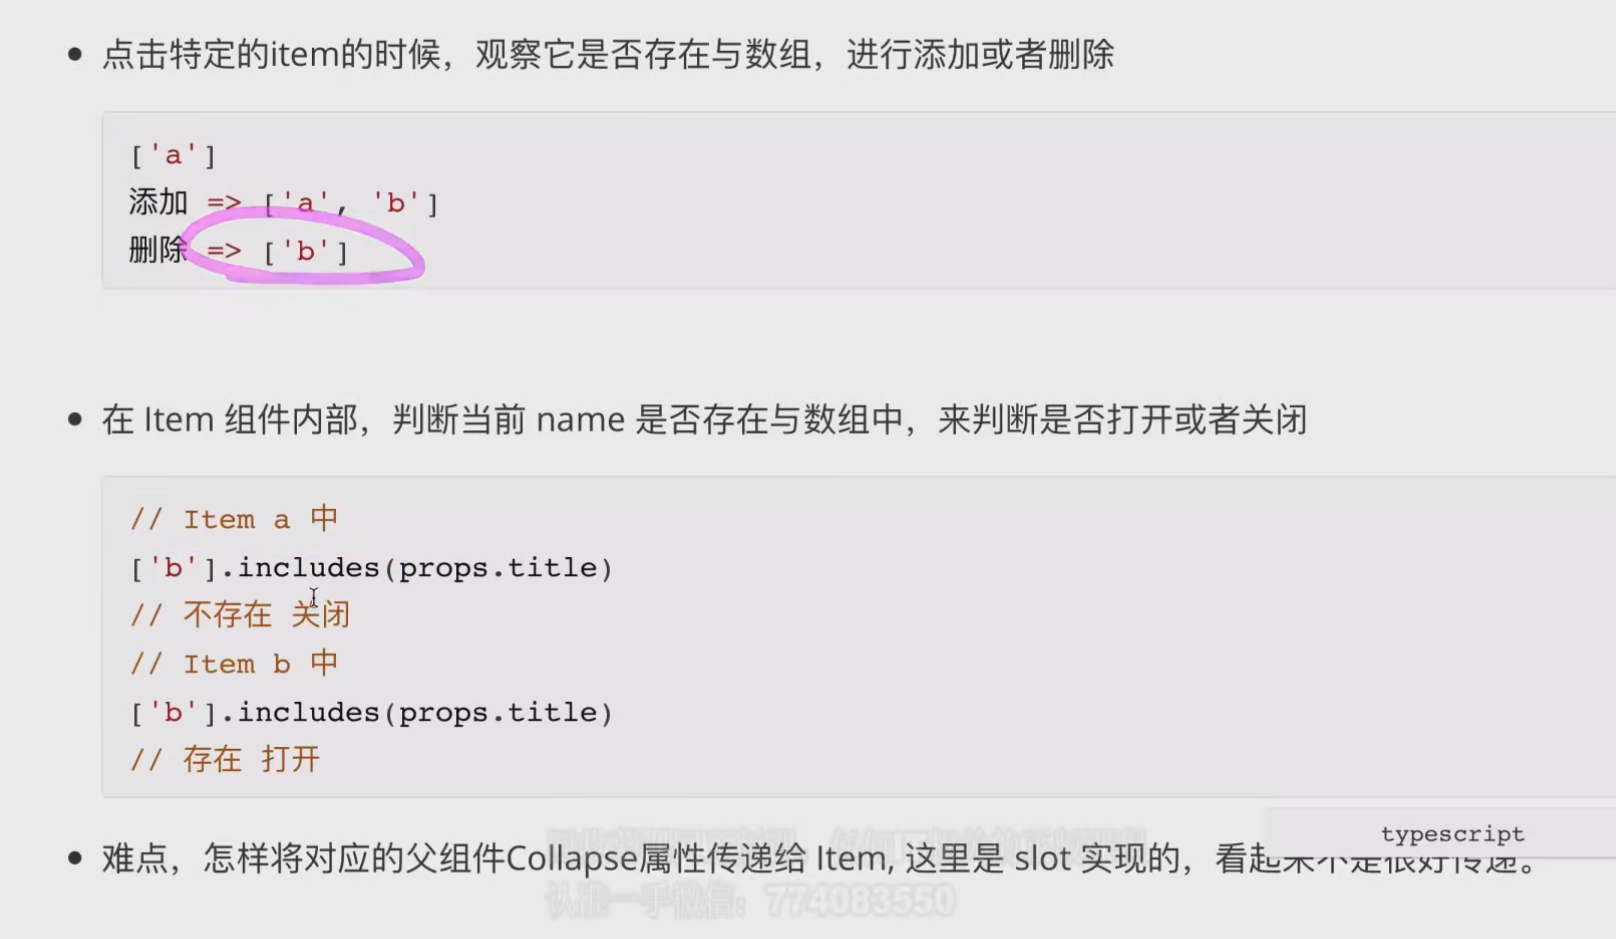 点击特定的item的时候，观察它是否存在与数组，进行添加或者删除
['a']
添加 => ['a', 'b']
删除 => ['b']
在 Item 组件内部，判断当前 name 是否存在与数组中，来判断是否打开或者关闭
// Item a 中
['b'].includes(props.title)
// 不存在 关闭
// Item b 中
['b'].includes(props.title)
// 存在 打开
typescript
难点，怎样将对应的父组件Collapse属性传递给 Item, 这里是 slot 实现的，看起来不是很好传递。
认准一手微信：774083550